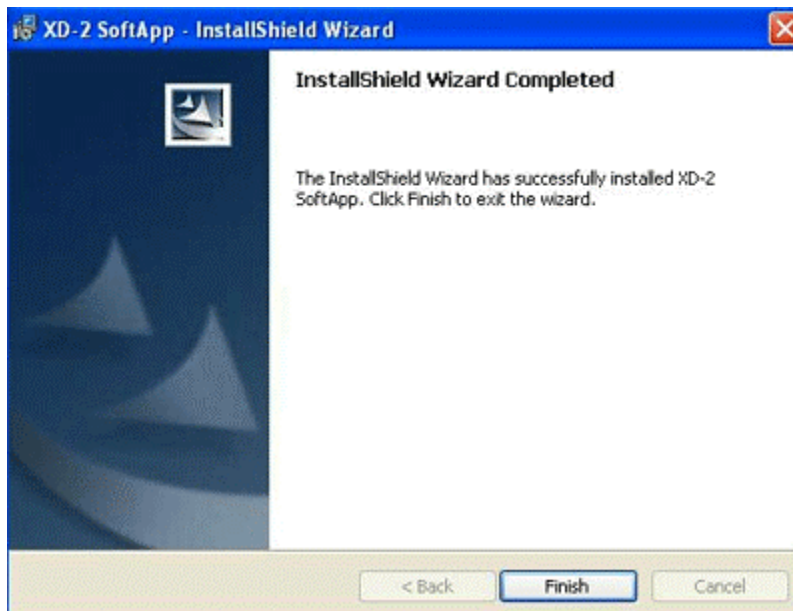 XD-2 SoftApp - InstallShield Wizard
InstallShield Wizard Completed
The InstallShield Wizard has successfully installed XD-2
SoftApp. Click Finish to exit the wizard.
< Back
Finish
Cancel